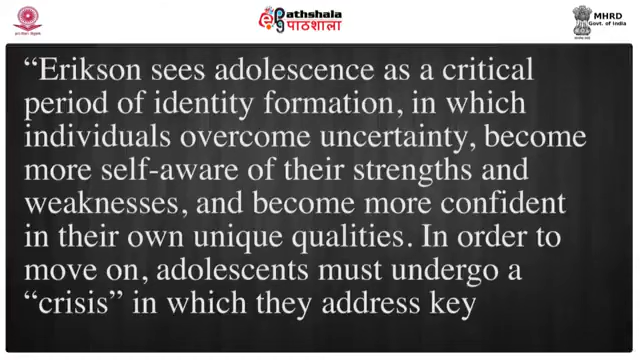 Pathshala
पाठशाला
MHRD
Govt. of India
“Erikson sees adolescence as a critical
period of identity formation, in which
individuals overcome uncertainty, become
more self-aware of their strengths and
weaknesses, and become more confident
in their own unique qualities. In order to
move on, adolescents must undergo a
“crisis” in which they address key